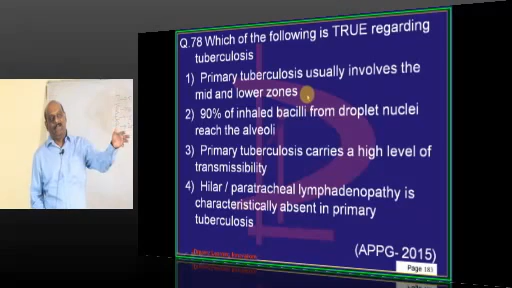 Q.78 Which of the following is TRUE regarding
tuberculosis
1) Primary tuberculosis usually involves the
mid and lower zones
2) 90% of inhaled bacilli from droplet nuclei
reach the alveoli
3) Primary tuberculosis carries a high level of
transmissibility
4) Hilar / paratracheal lymphadenopathy is
characteristically absent in primary
tuberculosis
(APPG- 2015)